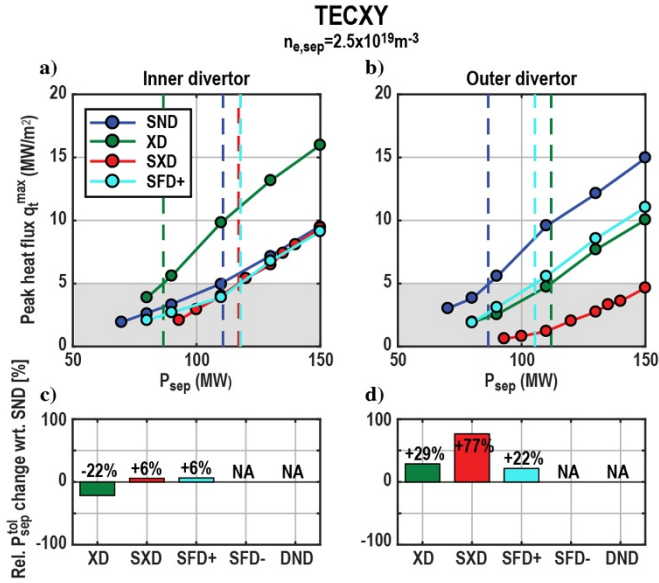 TECXY
n_e,sep=2.5x10^19m^-3
a) Inner divertor
b) Outer divertor
Peak heat flux q_t^max (MW/m^2)
20
15
10
5
0
SND
XD
SXD
SFD+
50 100 150
P_sep (MW)
20
15
10
5
0
50 100 150
P_sep (MW)
c)
d)
Rel. P_sep^tol change wrt. SND [%]
100
0
-100
-22% +6% +6% NA NA
XD SXD SFD+ SFD- DND
100
0
-100
+29% +77% +22% NA NA
XD SXD SFD+ SFD- DND